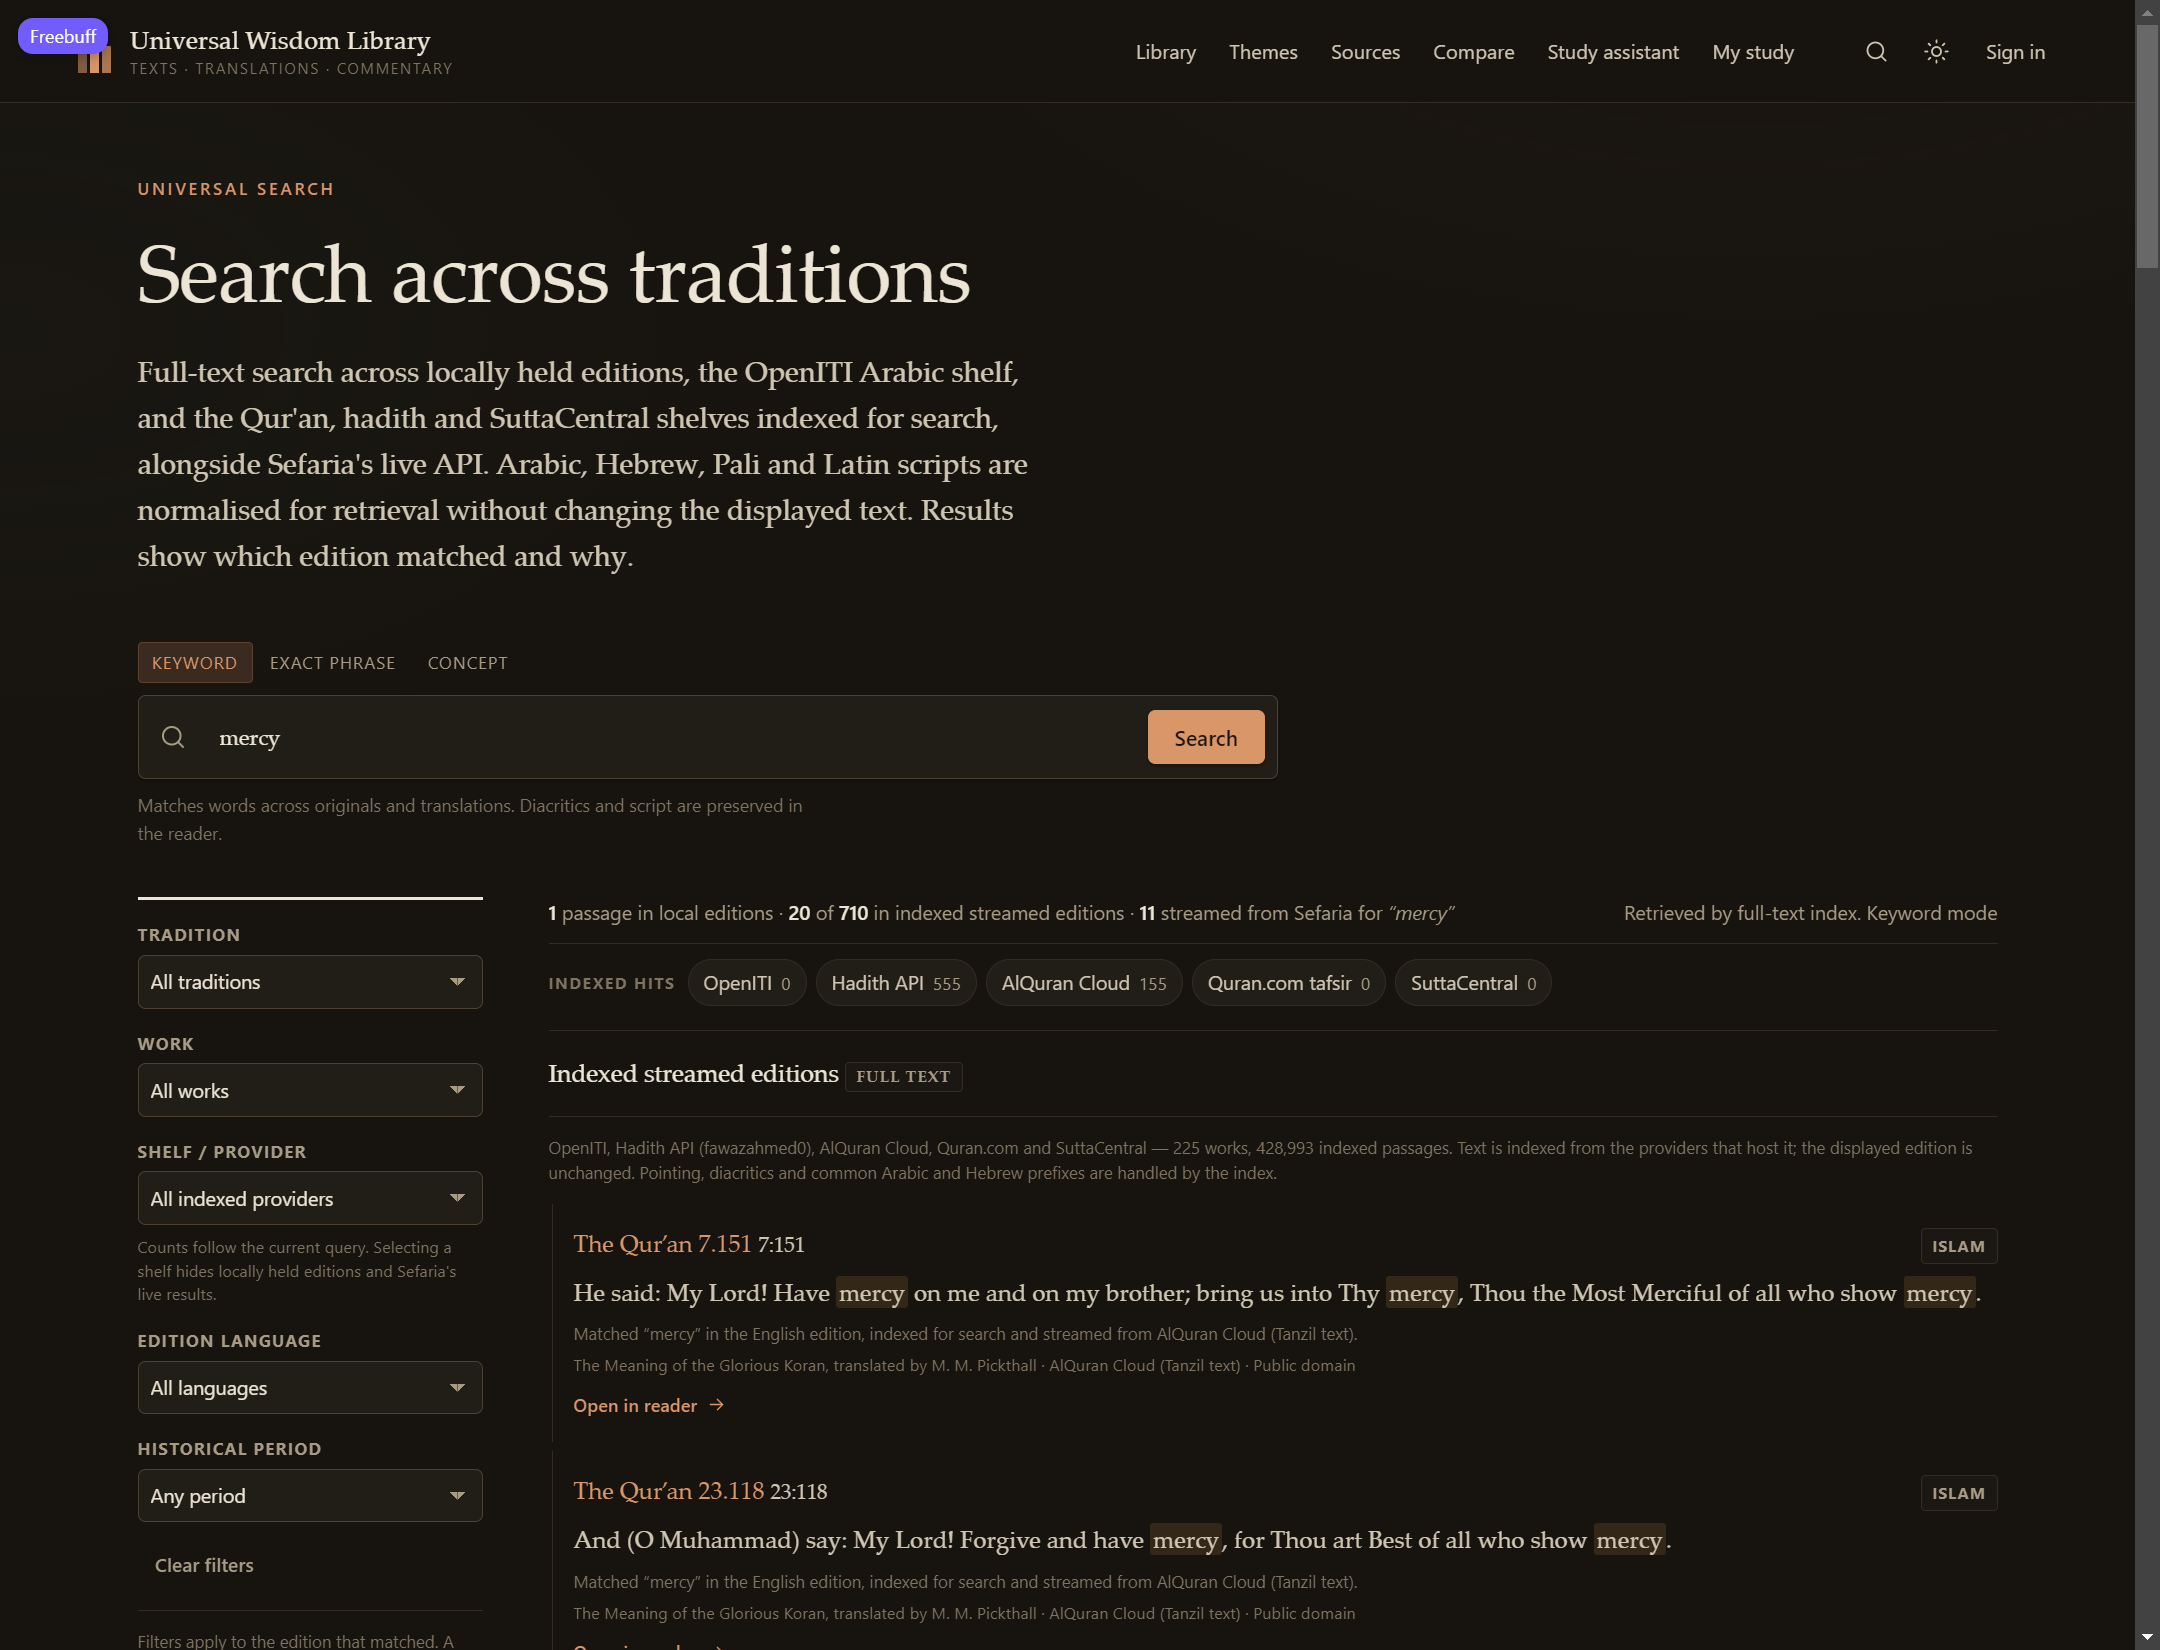 Freebuff
Universal Wisdom Library
TEXTS · TRANSLATIONS · COMMENTARY
Library
Themes
Sources
Compare
Study assistant
My study
Sign in
UNIVERSAL SEARCH
Search across traditions
Full-text search across locally held editions, the OpenITI Arabic shelf,
and the Qur'an, hadith and SuttaCentral shelves indexed for search,
alongside Sefaria's live API. Arabic, Hebrew, Pali and Latin scripts are
normalised for retrieval without changing the displayed text. Results
show which edition matched and why.
KEYWORD
EXACT PHRASE
CONCEPT
mercy
Search
Matches words across originals and translations. Diacritics and script are preserved in
the reader.
TRADITION
All traditions
WORK
All works
SHELF / PROVIDER
All indexed providers
Counts follow the current query. Selecting a
shelf hides locally held editions and Sefaria's
live results.
EDITION LANGUAGE
All languages
HISTORICAL PERIOD
Any period
Clear filters
Filters apply to the edition that matched. A
1 passage in local editions · 20 of 710 in indexed streamed editions · 11 streamed from Sefaria for “mercy”
Retrieved by full-text index. Keyword mode
INDEXED HITS
OpenITI 0
Hadith API 555
AlQuran Cloud 155
Quran.com tafsir 0
SuttaCentral 0
Indexed streamed editions FULL TEXT
OpenITI, Hadith API (fawazahmed0), AlQuran Cloud, Quran.com and SuttaCentral — 225 works, 428,993 indexed passages. Text is indexed from the providers that host it; the displayed edition is
unchanged. Pointing, diacritics and common Arabic and Hebrew prefixes are handled by the index.
The Qur’an 7.151 7:151
ISLAM
He said: My Lord! Have mercy on me and on my brother; bring us into Thy mercy, Thou the Most Merciful of all who show mercy.
Matched “mercy” in the English edition, indexed for search and streamed from AlQuran Cloud (Tanzil text).
The Meaning of the Glorious Koran, translated by M. M. Pickthall · AlQuran Cloud (Tanzil text) · Public domain
Open in reader →
The Qur’an 23.118 23:118
ISLAM
And (O Muhammad) say: My Lord! Forgive and have mercy, for Thou art Best of all who show mercy.
Matched “mercy” in the English edition, indexed for search and streamed from AlQuran Cloud (Tanzil text).
The Meaning of the Glorious Koran, translated by M. M. Pickthall · AlQuran Cloud (Tanzil text) · Public domain